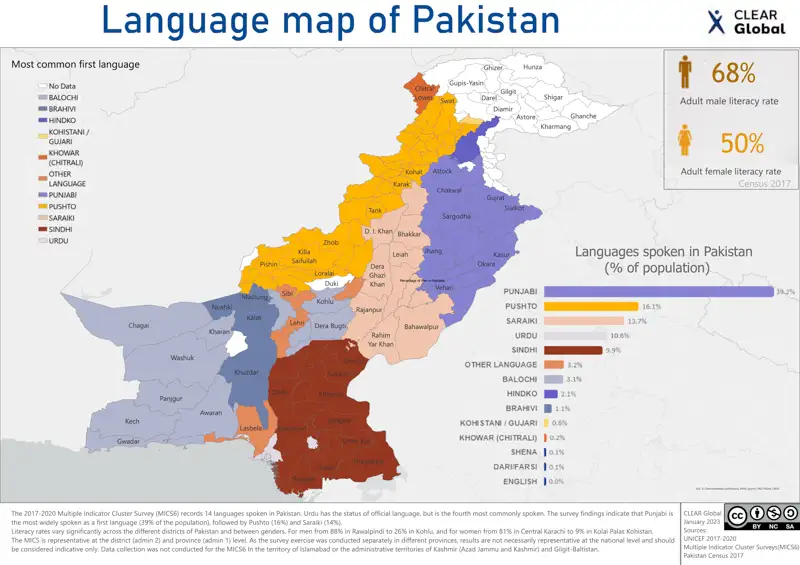 Language map of Pakistan
CLEAR
Global
Most common first language
No Data
BALOCHI
BRAHIVI
HINDKO
KOHISTANI /
GUJARI
KHOWAR
(CHITRALI)
OTHER
LANGUAGE
PUNJABI
PUSHTO
SARAIKI
SINDHI
URDU
68%
Adult male literacy rate
50%
Adult female literacy rate
Census 2017
Ghizer
Hunza
Gupis-Yasin
Chitral
Lower
Swat
Darel
Gilgit
Shigar
Diamir
Astore
Ghanche
Kharmang
Kohat
Attock
Karak
Chakwal
Tank
Gujrat
Sialkot
Sargodha
D. I. Khan
Bhakkar
Zhob
Killa
Saifullah
Pishin
Loralai
Leiah
Jhang
Kasur
Okara
Dera
Ghazi
Khan
Vehari
Duki
Sibi
Mastung
Kohlu
Nushki
Rajanpur
Kalat
Lehri
Dera Bugti
Bahawalpur
Chagai
Kharan
Rahim
Yar Khan
Washuk
Khuzdar
Panjgur
Awaran
Kech
Lasbela
Gwadar
Languages spoken in Pakistan
(% of population)
PUNJABI 39.2%
PUSHTO 16.1%
SARAIKI 13.7%
URDU 10.6%
SINDHI 9.9%
OTHER LANGUAGE 3.2%
BALOCHI 3.1%
HINDKO 2.1%
BRAHIVI 1.1%
KOHISTANI / GUJARI 0.6%
KHOWAR (CHITRALI) 0.2%
SHENA 0.1%
DARI/FARSI 0.1%
ENGLISH 0.0%
The 2017-2020 Multiple Indicator Cluster Survey (MICS6) records 14 languages spoken in Pakistan. Urdu has the status of official language, but is the fourth most commonly spoken. The survey findings indicate that Punjabi is
the most widely spoken as a first language (39% of the population), followed by Pushto (16%) and Saraiki (14%).
Literacy rates vary significantly across the different districts of Pakistan and between genders. For men from 88% in Rawalpindi to 26% in Kohlu, and for women from 81% in Central Karachi to 9% in Kolai Palas Kohistan.
The MICS is representative at the district (admin 2) and province (admin 1) level. As the survey exercise was conducted separately in different provinces, results are not necessarily representative at the national level and should
be considered indicative only. Data collection was not conducted for the MICS6 in the territory of Islamabad or the administrative territories of Kashmir (Azad Jammu and Kashmir) and Gilgit-Baltistan.
CLEAR Global
January 2023
Sources:
UNICEF 2017-2020
Multiple Indicator Cluster Surveys(MICS6)
Pakistan Census 2017
cc
BY NC SA